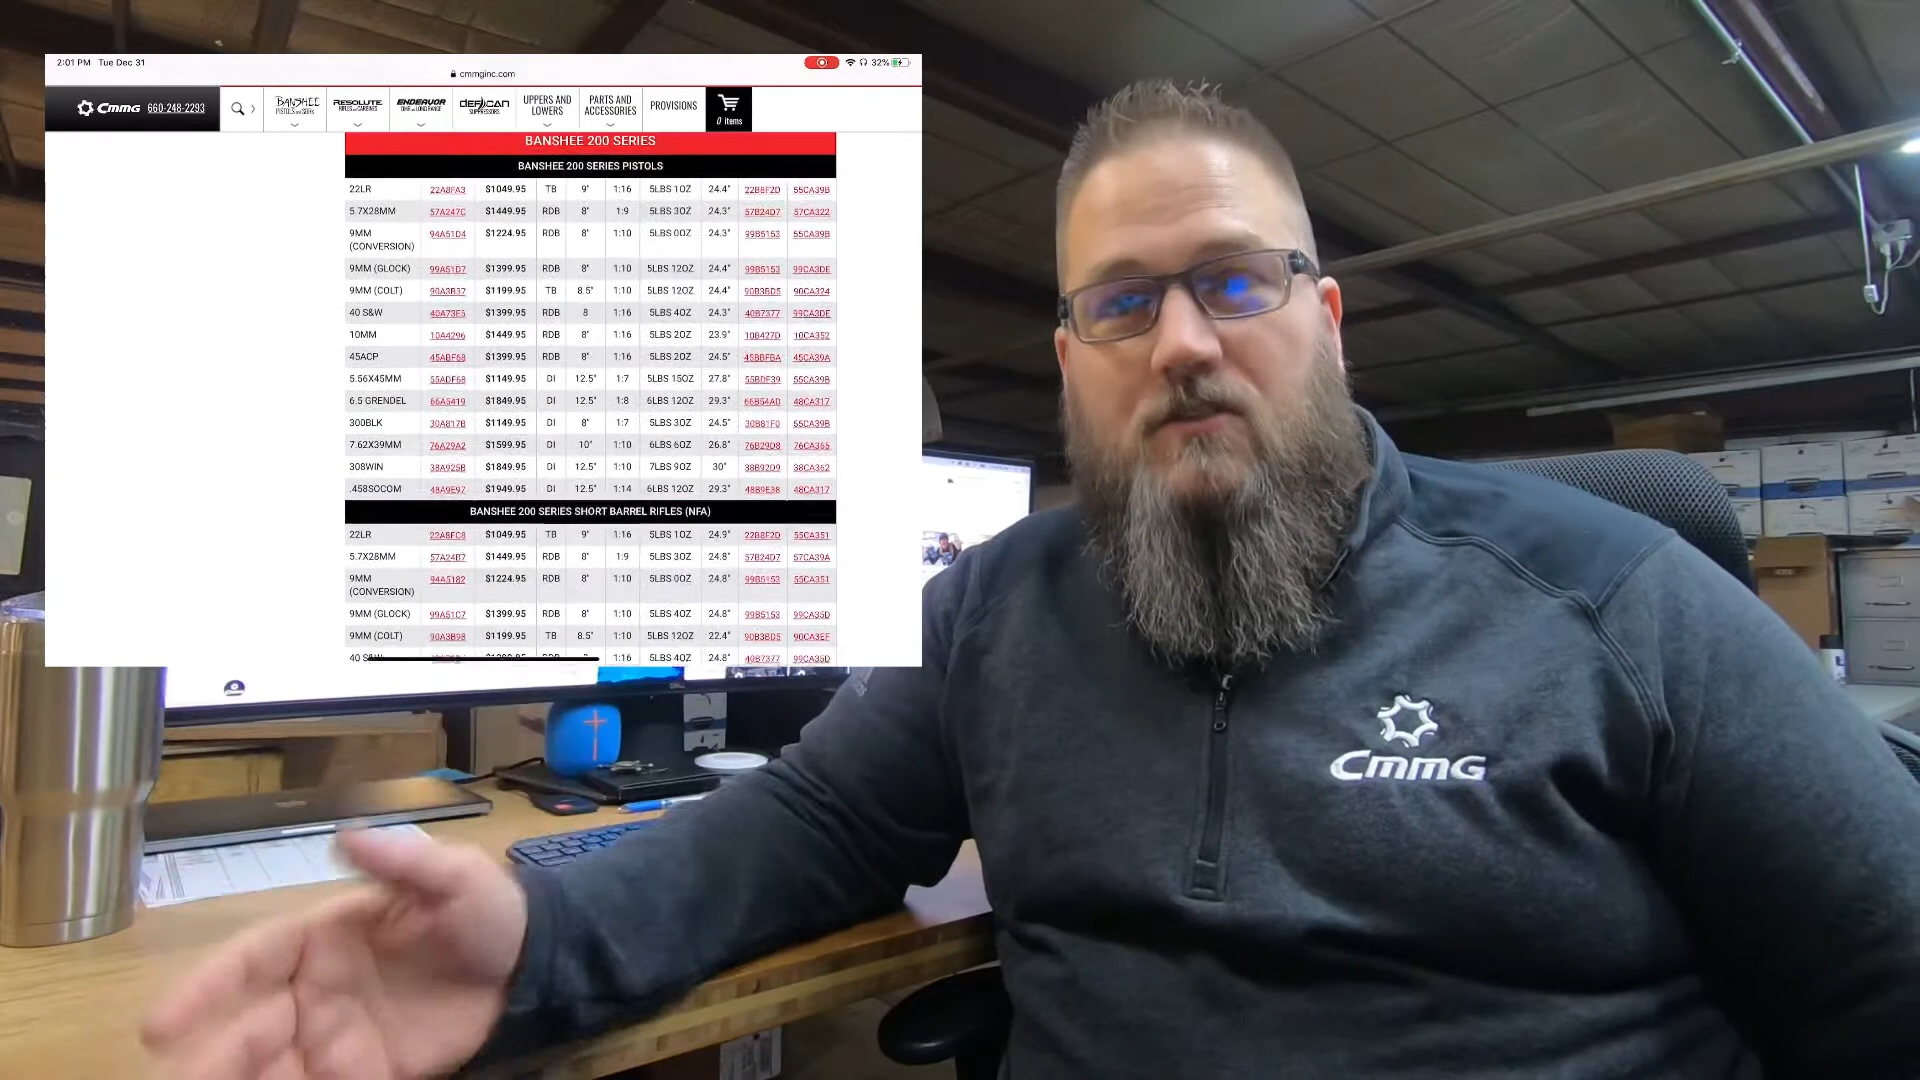 2:01 PM Tue Dec 31
32%
cmmginc.com
CMMG 660-248-2293
BANSHEE
RESOLUTE
ENDEAVOR
DEFCAN
SUPPRESSORS
UPPERS AND LOWERS
PARTS AND ACCESSORIES
PROVISIONS
0 items
BANSHEE 200 SERIES
BANSHEE 200 SERIES PISTOLS
22LR 22A8FA3 $1049.95 TB 9" 1:16 5LBS 1OZ 24.4" 22B8F2D 55CA39B
5.7X28MM 57A247C $1449.95 RDB 8" 1:9 5LBS 3OZ 24.3" 57B24D7 57CA322
9MM (CONVERSION) 94A51D4 $1224.95 RDB 8" 1:10 5LBS 0OZ 24.3" 99B5153 55CA39B
9MM (GLOCK) 99A51D7 $1399.95 RDB 8" 1:10 5LBS 12OZ 24.4" 99B5153 99CA3DE
9MM (COLT) 90A3B37 $1199.95 TB 8.5" 1:10 5LBS 12OZ 24.4" 90B3BD5 90CA324
40 S&W 40A73E5 $1399.95 RDB 8 1:16 5LBS 4OZ 24.3" 40B7377 99CA3DE
10MM 10A4296 $1449.95 RDB 8" 1:16 5LBS 2OZ 23.9" 10B427D 10CA352
45ACP 45ABF68 $1399.95 RDB 8" 1:16 5LBS 2OZ 24.5" 45BBFBA 45CA39A
5.56X45MM 55ADF68 $1149.95 DI 12.5" 1:7 5LBS 15OZ 27.8" 55BDF39 55CA39B
6.5 GRENDEL 66A5419 $1849.95 DI 12.5" 1:8 6LBS 12OZ 29.3" 66B54AD 48CA317
300BLK 30A817B $1149.95 DI 8" 1:7 5LBS 3OZ 24.5" 30B81F0 55CA39B
7.62X39MM 76A29A2 $1599.95 DI 10" 1:10 6LBS 6OZ 26.8" 76B29D8 76CA365
308WIN 38A925B $1849.95 DI 12.5" 1:10 7LBS 9OZ 30" 38B92D9 38CA362
.458SOCOM 48A9E97 $1949.95 DI 12.5" 1:14 6LBS 12OZ 29.3" 48B9E38 48CA317
BANSHEE 200 SERIES SHORT BARREL RIFLES (NFA)
22LR 22A8FC8 $1049.95 TB 9" 1:16 5LBS 1OZ 24.9" 22B8F2D 55CA351
5.7X28MM 57A24B7 $1449.95 RDB 8" 1:9 5LBS 3OZ 24.8" 57B24D7 57CA39A
9MM (CONVERSION) 94A5182 $1224.95 RDB 8" 1:10 5LBS 0OZ 24.8" 99B5153 55CA351
9MM (GLOCK) 99A51C7 $1399.95 RDB 8" 1:10 5LBS 4OZ 24.8" 99B5153 99CA35D
9MM (COLT) 90A3B98 $1199.95 TB 8.5" 1:10 5LBS 12OZ 22.4" 90B3BD5 90CA3EF
40 S&W 1:16 5LBS 4OZ 24.8" 40B7377 99CA35D
CMMG